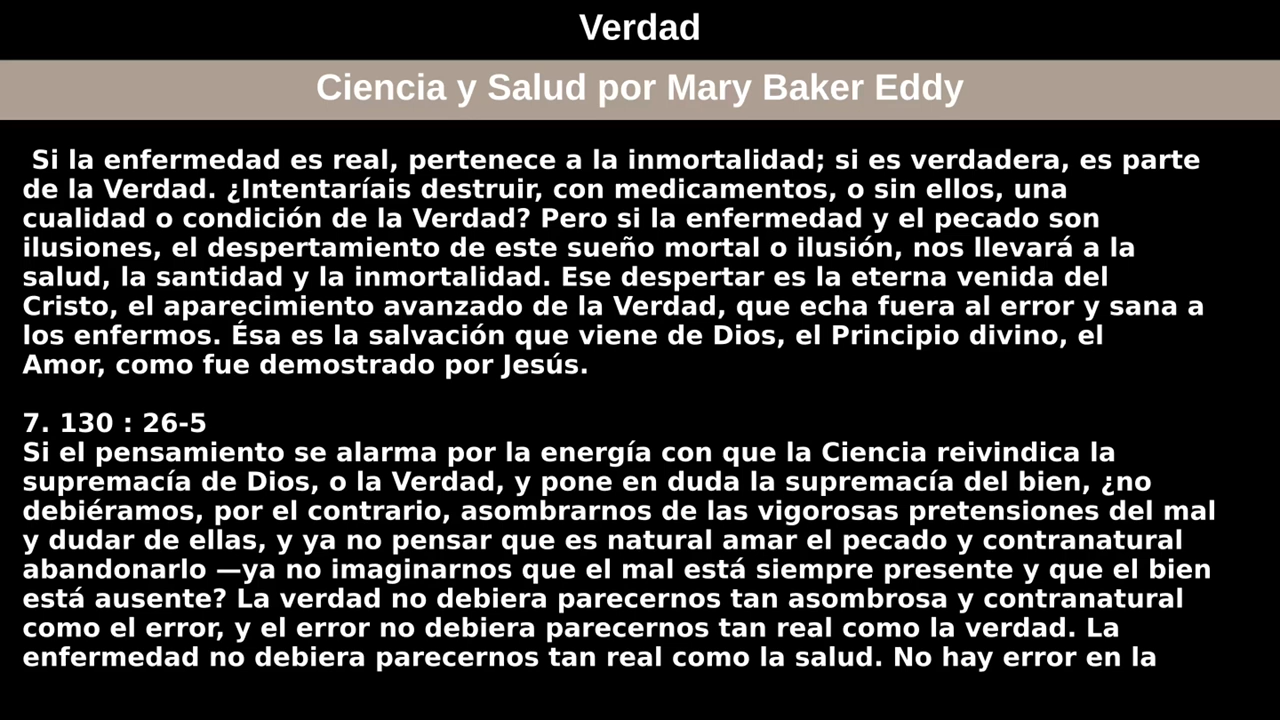 Verdad
Ciencia y Salud por Mary Baker Eddy
Si la enfermedad es real, pertenece a la inmortalidad; si es verdadera, es parte
de la Verdad. ¿Intentaríais destruir, con medicamentos, o sin ellos, una
cualidad o condición de la Verdad? Pero si la enfermedad y el pecado son
ilusiones, el despertamiento de este sueño mortal o ilusión, nos llevará a la
salud, la santidad y la inmortalidad. Ese despertar es la eterna venida del
Cristo, el aparecimiento avanzado de la Verdad, que echa fuera al error y sana a
los enfermos. Ésa es la salvación que viene de Dios, el Principio divino, el
Amor, como fue demostrado por Jesús.
7. 130 : 26-5
Si el pensamiento se alarma por la energía con que la Ciencia reivindica la
supremacía de Dios, o la Verdad, y pone en duda la supremacía del bien, ¿no
debiéramos, por el contrario, asombrarnos de las vigorosas pretensiones del mal
y dudar de ellas, y ya no pensar que es natural amar el pecado y contranatural
abandonarlo —ya no imaginarnos que el mal está siempre presente y que el bien
está ausente? La verdad no debiera parecernos tan asombrosa y contranatural
como el error, y el error no debiera parecernos tan real como la verdad. La
enfermedad no debiera parecernos tan real como la salud. No hay error en la